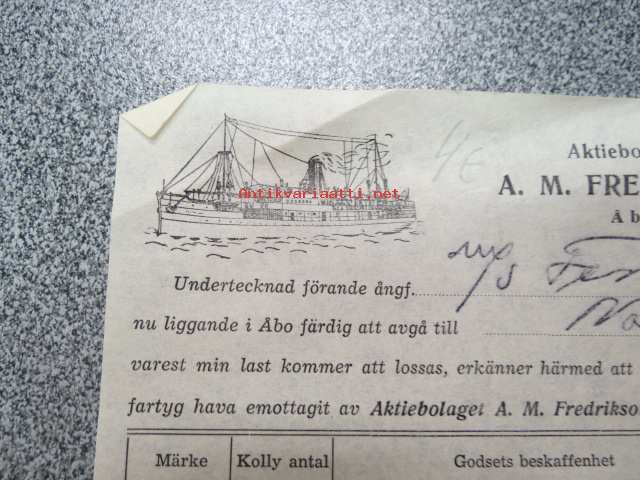 Aktiebo
A. M. FRE
Åb
Antikvariaatti.net
Undertecknad förande ångf.
nu liggande i Åbo färdig att avgå till
varest min last kommer att lossas, erkänner härmed att
fartyg hava emottagit av Aktiebolaget A. M. Fredrikso
Märke Kolly antal Godsets beskaffenhet